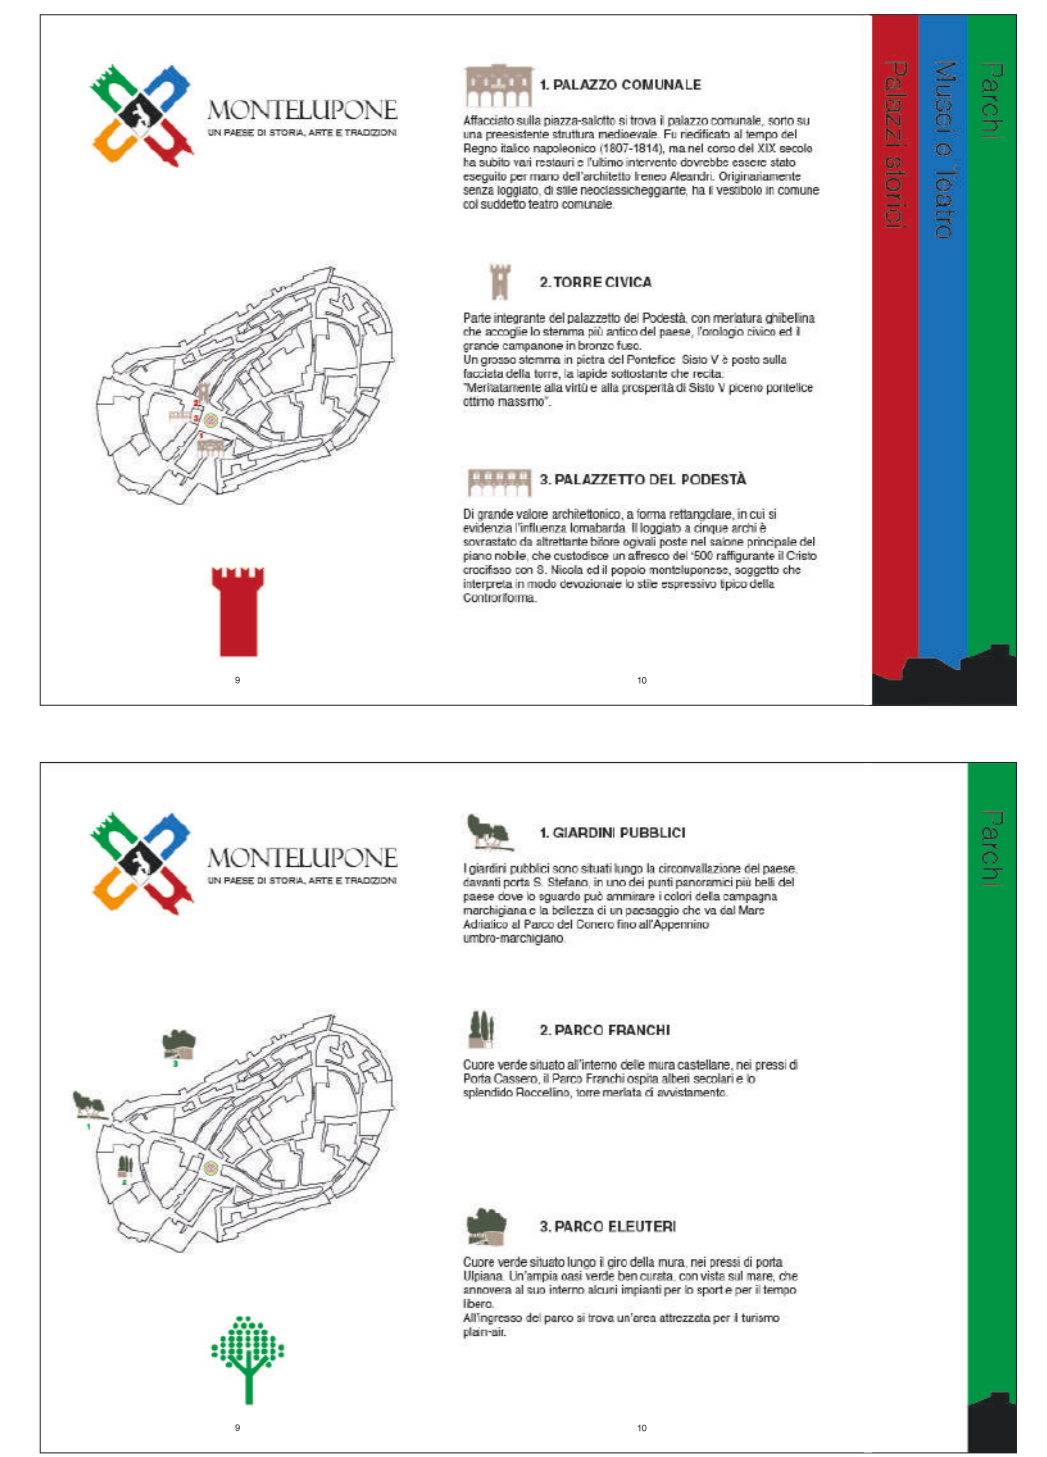 MONTELUPONE
UN PAESE DI STORIA, ARTE E TRADIZIONI
2
3
1
9
1. PALAZZO COMUNALE
Affacciato sulla piazza-salotto si trova il palazzo comunale, sorto su
una preesistente struttura medioevale. Fu riedificato al tempo del
Regno italico napoleonico (1807-1814), ma nel corso del XIX secolo
ha subito vari restauri e l'ultimo intervento dovrebbe essere stato
eseguito per mano dell'architetto Ireneo Aleandri. Originariamente
senza loggiato, di stile neoclassicheggiante, ha il vestibolo in comune
col suddetto teatro comunale.
2. TORRE CIVICA
Parte integrante del palazzetto del Podestà, con merlatura ghibellina
che accoglie lo stemma più antico del paese, l'orologio civico ed il
grande campanone in bronzo fuso.
Un grosso stemma in pietra del Pontefice Sisto V è posto sulla
facciata della torre, la lapide sottostante che recita:
"Meritatamente alla virtù e alla prosperità di Sisto V piceno pontefice
ottimo massimo".
3. PALAZZETTO DEL PODESTÀ
Di grande valore architettonico, a forma rettangolare, in cui si
evidenzia l'influenza lomabarda. Il loggiato a cinque archi è
sovrastato da altrettante bifore ogivali poste nel salone principale del
piano nobile, che custodisce un affresco del '500 raffigurante il Cristo
crocifisso con S. Nicola ed il popolo monteluponese, soggetto che
interpreta in modo devozionale lo stile espressivo tipico della
Controriforma.
10
Palazzi storici
Musei e Teatro
Parchi
MONTELUPONE
UN PAESE DI STORIA, ARTE E TRADIZIONI
3
1
2
9
1. GIARDINI PUBBLICI
I giardini pubblici sono situati lungo la circonvallazione del paese,
davanti porta S. Stefano, in uno dei punti panoramici più belli del
paese dove lo sguardo può ammirare i colori della campagna
marchigiana e la bellezza di un paesaggio che va dal Mare
Adriatico al Parco del Conero fino all'Appennino
umbro-marchigiano.
2. PARCO FRANCHI
Cuore verde situato all'interno delle mura castellane, nei pressi di
Porta Cassero, il Parco Franchi ospita alberi secolari e lo
splendido Roccellino, torre merlata di avvistamento.
3. PARCO ELEUTERI
Cuore verde situato lungo il giro della mura, nei pressi di porta
Ulpiana. Un'ampia oasi verde ben curata, con vista sul mare, che
annovera al suo interno alcuni impianti per lo sport e per il tempo
libero.
All'ingresso del parco si trova un'area attrezzata per il turismo
plain-air.
10
Parchi